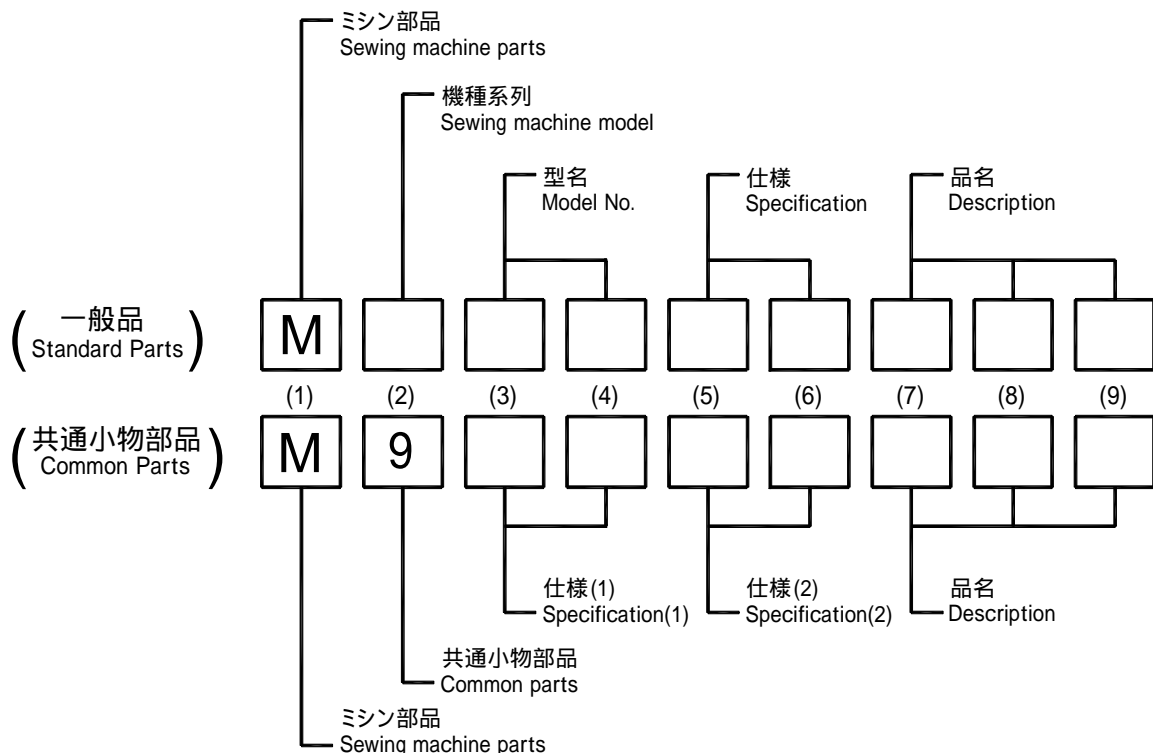 ミシン部品
Sewing machine parts
機種系列
Sewing machine model
型名
Model No.
仕様
Specification
品名
Description
(一般品
Standard Parts)
M
(1) (2) (3) (4) (5) (6) (7) (8) (9)
(共通小物部品
Common Parts)
M 9
仕様(1)
Specification(1)
仕様(2)
Specification(2)
品名
Description
共通小物部品
Common parts
ミシン部品
Sewing machine parts